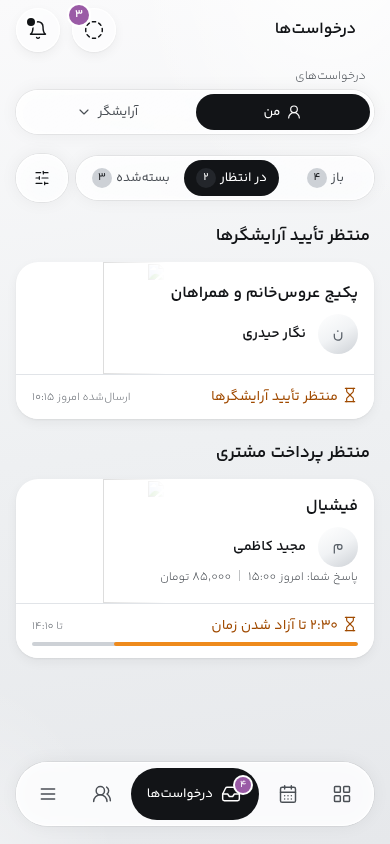 درخواست‌ها
۳
درخواست‌های
من
آرایشگر
باز ۴
در انتظار ۲
بسته‌شده ۳
منتظر تأیید آرایشگرها
پکیج عروس‌خانم و همراهان
ن
نگار حیدری
منتظر تأیید آرایشگرها
ارسال‌شده امروز ۱۰:۱۵
منتظر پرداخت مشتری
فیشیال
م
مجید کاظمی
پاسخ شما: امروز ۱۵:۰۰ | ۸۵,۰۰۰ تومان
۲:۳۰ تا آزاد شدن زمان
تا ۱۴:۱۰
۴
درخواست‌ها